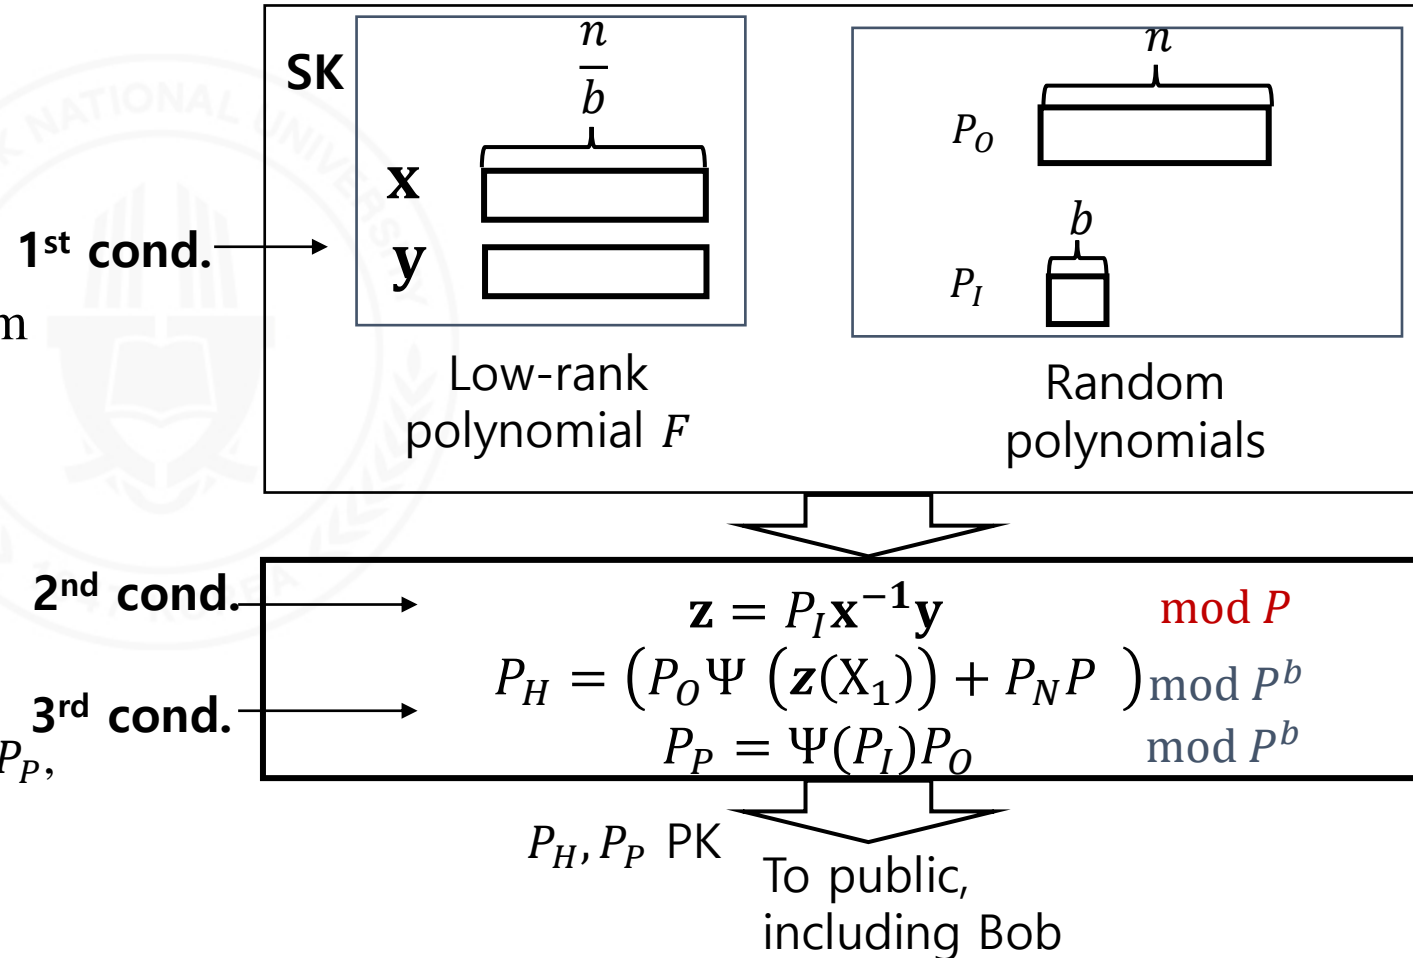 SK
n
b
x
y
n
P_O
b
P_I
1st cond.
m
Low-rank
polynomial F
Random
polynomials
2nd cond.
z = P_I x^{-1} y mod P
P_H = (P_O Ψ (z(X_1)) + P_N P ) mod P^b
3rd cond.
P_P = Ψ(P_I)P_O mod P^b
P_P,
P_H, P_P PK
To public,
including Bob